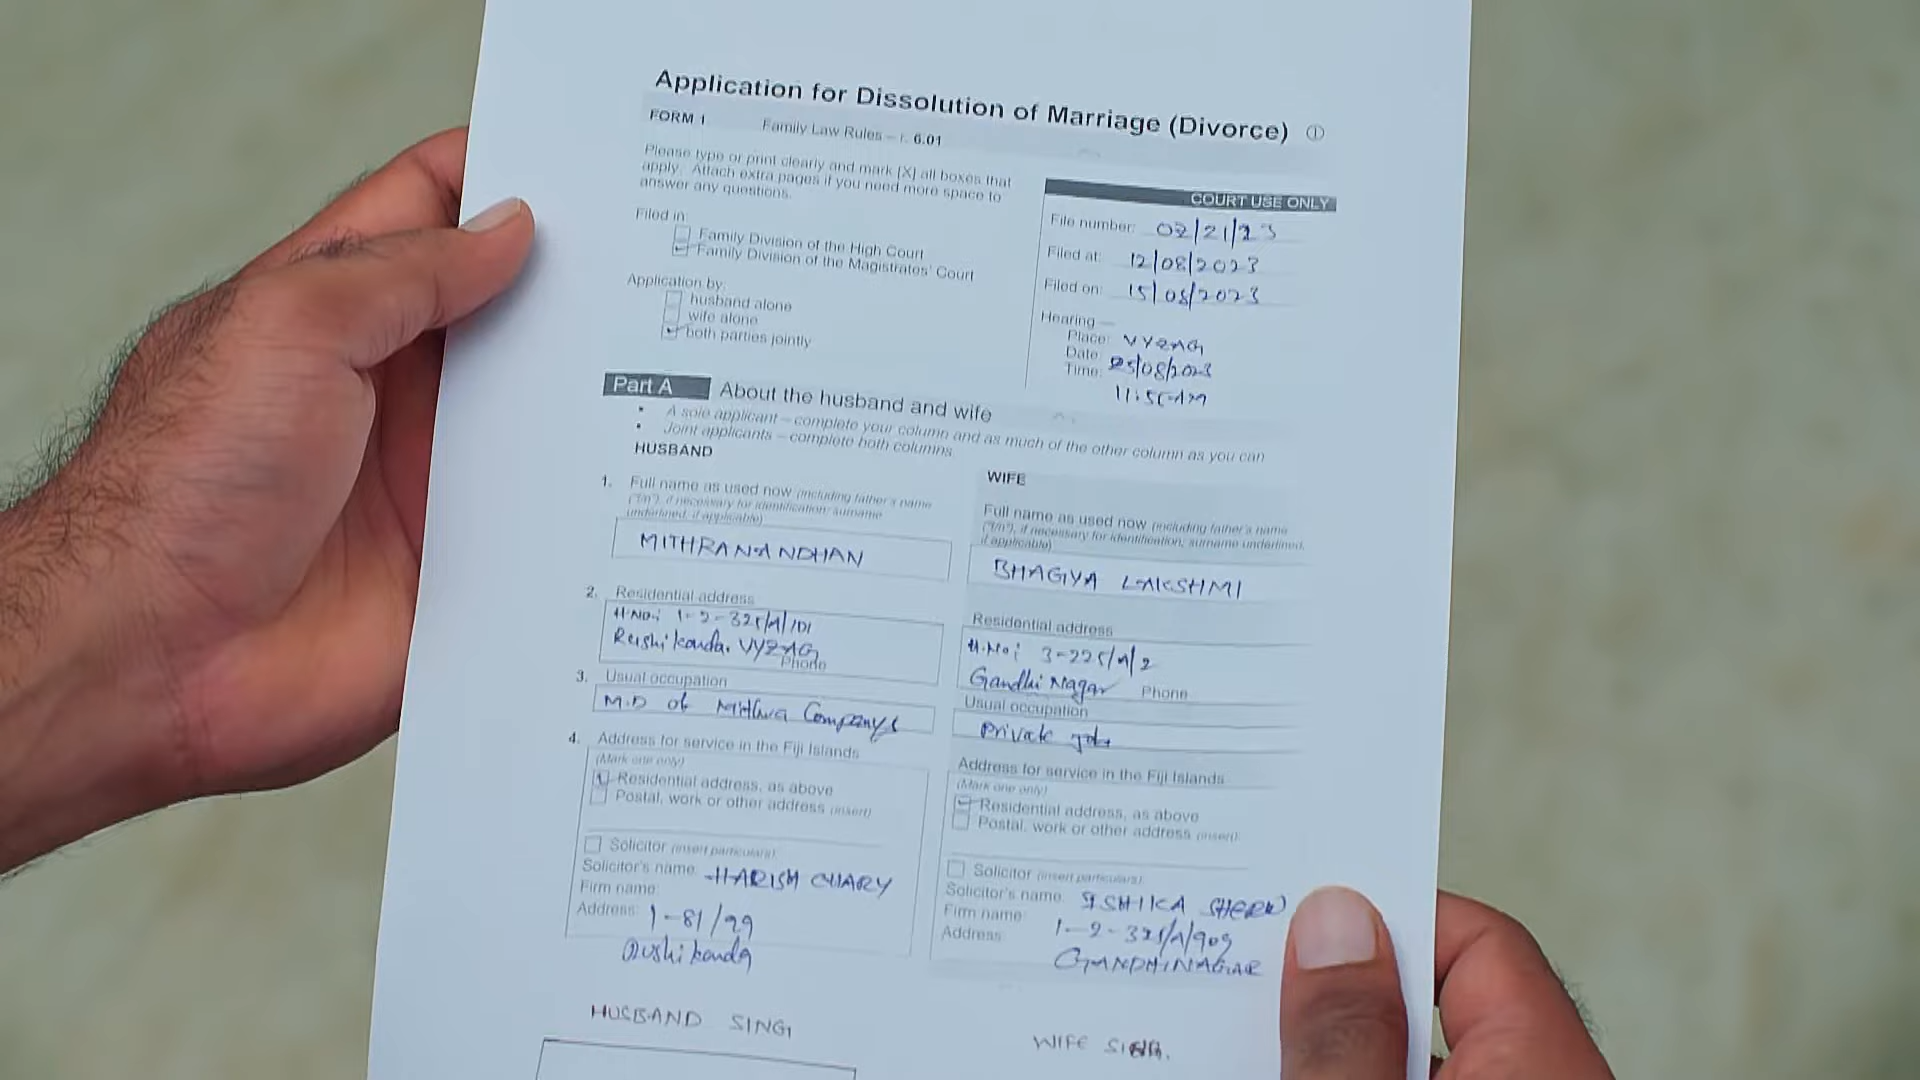 Application for Dissolution of Marriage (Divorce)
FORM 1 Family Law Rules – r. 6.01
Please type or print clearly and mark [X] all boxes that
apply. Attach extra pages if you need more space to
answer any questions.
Filed in:
Family Division of the High Court
Family Division of the Magistrates' Court
Application by:
husband alone
wife alone
both parties jointly
COURT USE ONLY
File number: 02/21/23
Filed at: 12/08/2023
Filed on: 15/08/2023
Hearing —
Place: VYZAG
Date: 25/08/2023
Time:
Part A About the husband and wife
• A sole applicant – complete your column and as much of the other column as you can
• Joint applicants – complete both columns
HUSBAND
1. Full name as used now (including father's name
("f/n"), if necessary for identification; surname
underlined, if applicable)
MITHRANANDHAN
2. Residential address
H.No: 1-2-325/A/101
Rushikonda. VYZAG
Phone
3. Usual occupation
M.D of Mithra Companys
4. Address for service in the Fiji Islands
(Mark one only)
Residential address, as above
Postal, work or other address (insert)
Solicitor (insert particulars)
Solicitor's name: HARISH CHARY
Firm name:
Address: 1-81/99
Rushikonda
HUSBAND SING
WIFE
Full name as used now (including father's name
("f/n"), if necessary for identification; surname underlined,
if applicable)
BHAGYA LAKSHMI
Residential address
H.No: 3-225/A/2
Gandhi Nagar Phone
Usual occupation
Private job
Address for service in the Fiji Islands
(Mark one only)
Residential address, as above
Postal, work or other address (insert)
Solicitor (insert particulars)
Solicitor's name:
Firm name:
Address: 1-2-325/A/909
GANDHINAGAR
WIFE